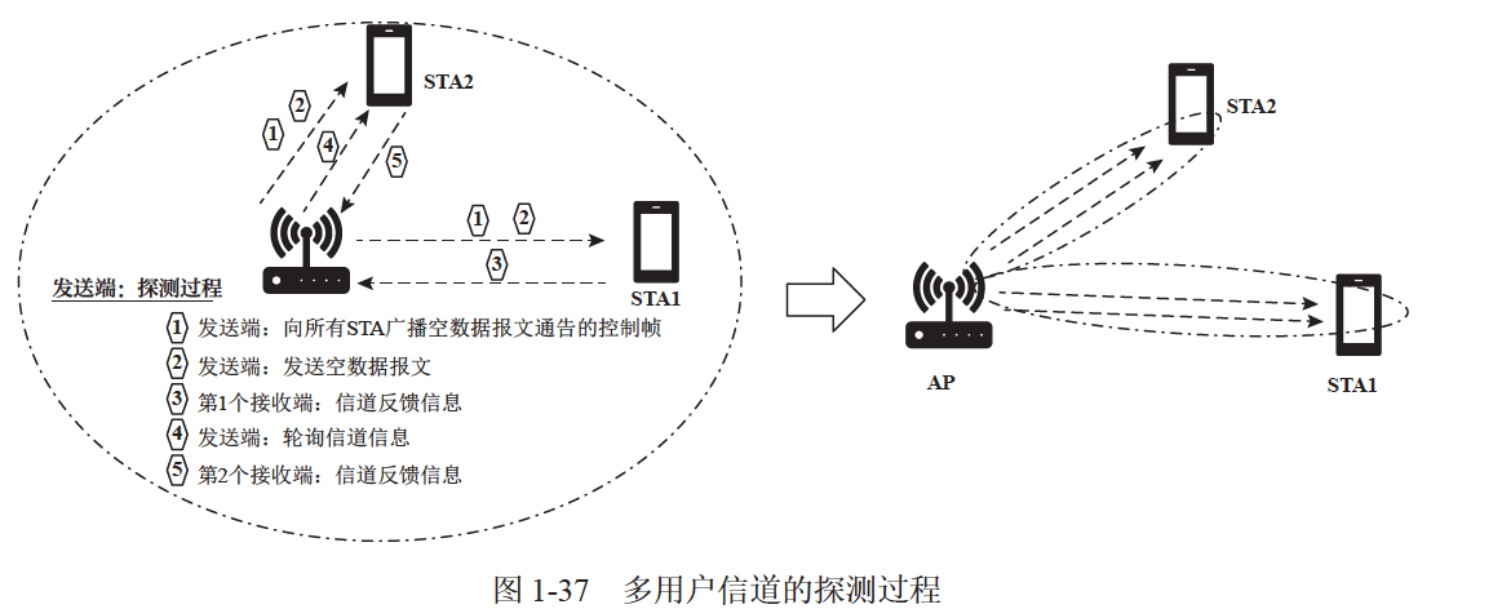 STA2
① ②
④
⑤
① ②
③
STA1
发送端：探测过程
① 发送端：向所有STA广播空数据报文通告的控制帧
② 发送端：发送空数据报文
③ 第1个接收端：信道反馈信息
④ 发送端：轮询信道信息
⑤ 第2个接收端：信道反馈信息
STA2
AP
STA1
图 1-37 多用户信道的探测过程